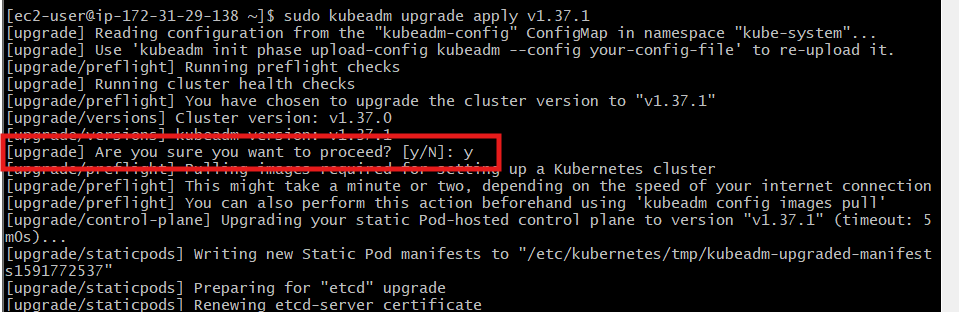 [ec2-user@ip-172-31-29-138 ~]$ sudo kubeadm upgrade apply v1.37.1
[upgrade] Reading configuration from the "kubeadm-config" ConfigMap in namespace "kube-system"...
[upgrade] Use 'kubeadm init phase upload-config kubeadm --config your-config-file' to re-upload it.
[upgrade/preflight] Running preflight checks
[upgrade] Running cluster health checks
[upgrade/preflight] You have chosen to upgrade the cluster version to "v1.37.1"
[upgrade/versions] Cluster version: v1.37.0
[upgrade/versions] kubeadm version: v1.37.1
[upgrade] Are you sure you want to proceed? [y/N]: y
[upgrade/preflight] Pulling images required for setting up a Kubernetes cluster
[upgrade/preflight] This might take a minute or two, depending on the speed of your internet connection
[upgrade/preflight] You can also perform this action beforehand using 'kubeadm config images pull'
[upgrade/control-plane] Upgrading your static Pod-hosted control plane to version "v1.37.1" (timeout: 5
m0s)...
[upgrade/staticpods] Writing new Static Pod manifests to "/etc/kubernetes/tmp/kubeadm-upgraded-manifest
s1591772537"
[upgrade/staticpods] Preparing for "etcd" upgrade
[upgrade/staticpods] Renewing etcd-server certificate